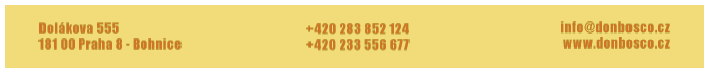 Dolákova 555
181 00 Praha 8 - Bohnice
+420 283 852 124
+420 233 556 677
info@donbosco.cz
www.donbosco.cz